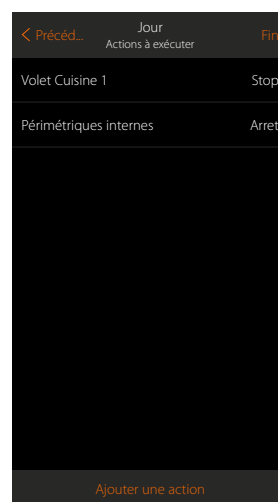 Précéd...
Jour
Fin
Actions à exécuter
Volet Cuisine 1
Stop
Périmétriques internes
Arret
Ajouter une action